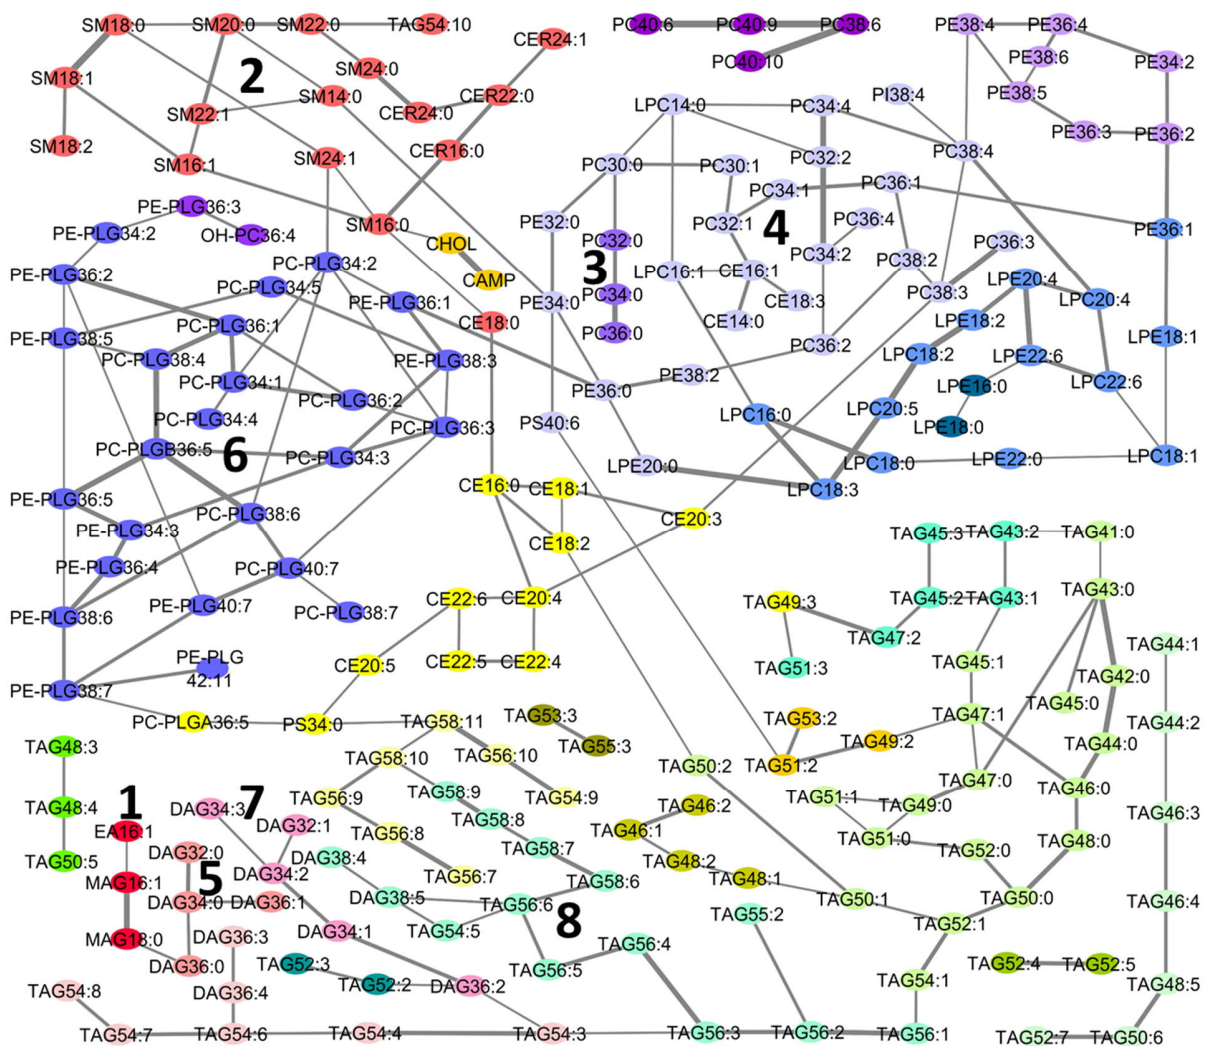 SM18:0 SM20:0 SM22:0 TAG54:10 PC40:6 PC40:9 PC38:6 PE38:4 PE36:4
CER24:1
PE38:6
PE34:2
PC40:10
SM18:1 2 SM24:0
PE38:5
SM14:0 CER22:0 PI38:4
SM22:1 CER24:0 LPC14:0 PC34:4
PE36:3 PE36:2
SM18:2 CER16:0 PC38:4
SM16:1 SM24:1 PC30:0 PC30:1 PC32:2
PC34:1 PC36:1
PE-PLG36:3
SM16:0 PE32:0 PC32:1 4 PC36:4
PE-PLG34:2 OH-PC36:4 CHOL PC32:0 PE36:1
PC36:3
PC-PLG34:2 3 PC34:2 PC38:2
PE-PLG36:2 LPC16:1 CE16:1
CAMP LPE20:4
PC-PLG34:5 PC34:0 PC38:3
PE-PLG36:1 PE34:0 CE18:3 LPC20:4
PC-PLG36:1 CE18:0 CE14:0 LPE18:2
PE-PLG38:5 PC36:0 LPE18:1
PC36:2
PC-PLG38:4 PE-PLG38:3 LPC18:2 LPE22:6
PC-PLG34:1 PE38:2 LPC22:6
PE36:0 LPE16:0
PC-PLG36:2
PC-PLG34:4 LPC16:0 LPC20:5
PC-PLG36:3 PS40:6 LPE18:0
PC-PLGB36:5 6 PC-PLG34:3 LPC18:0 LPE22:0 LPC18:1
LPE20:0
CE16:0 CE18:1 LPC18:3
PE-PLG36:5
PC-PLG38:6 CE20:3
PE-PLG34:3 TAG45:3 TAG43:2 TAG41:0
CE18:2
PE-PLG36:4 PC-PLG40:7
TAG43:0
CE22:6 CE20:4 TAG49:3 TAG45:2 TAG43:1
PE-PLG38:6 PE-PLG40:7 PC-PLG38:7
TAG47:2 TAG44:1
PE-PLG
42:11
CE20:5 CE22:5 CE22:4 TAG51:3 TAG45:1
TAG42:0
PE-PLG38:7 TAG45:0
PC-PLGA36:5 PS34:0 TAG58:11 TAG53:3 TAG53:2 TAG47:1 TAG44:2
TAG48:3 TAG55:3 TAG49:2 TAG44:0
TAG58:10 TAG56:10 TAG50:2 TAG51:2
TAG47:0
TAG46:0
TAG48:4 1 DAG34:3 7 TAG56:9 TAG58:9 TAG54:9 TAG46:2 TAG51:1 TAG49:0 TAG46:3
EA16:1 DAG32:1 TAG56:8 TAG58:8 TAG46:1
TAG51:0 TAG48:0
TAG50:5 DAG32:0 DAG38:4 TAG58:7 TAG48:2 TAG52:0
MAG16:1 5 DAG34:2 TAG56:7 TAG58:6 TAG48:1
DAG34:0 DAG36:1 DAG38:5 TAG56:6 TAG50:1 TAG50:0 TAG46:4
TAG55:2
MAG18:0 DAG36:3 DAG34:1 TAG54:5 8 TAG52:1
TAG56:4
DAG36:0 TAG52:3 TAG56:5 TAG52:4 TAG52:5
TAG54:8 DAG36:4 TAG52:2 DAG36:2 TAG54:1 TAG48:5
TAG54:7 TAG54:6 TAG54:4 TAG54:3 TAG56:3 TAG56:2 TAG56:1 TAG52:7 TAG50:6